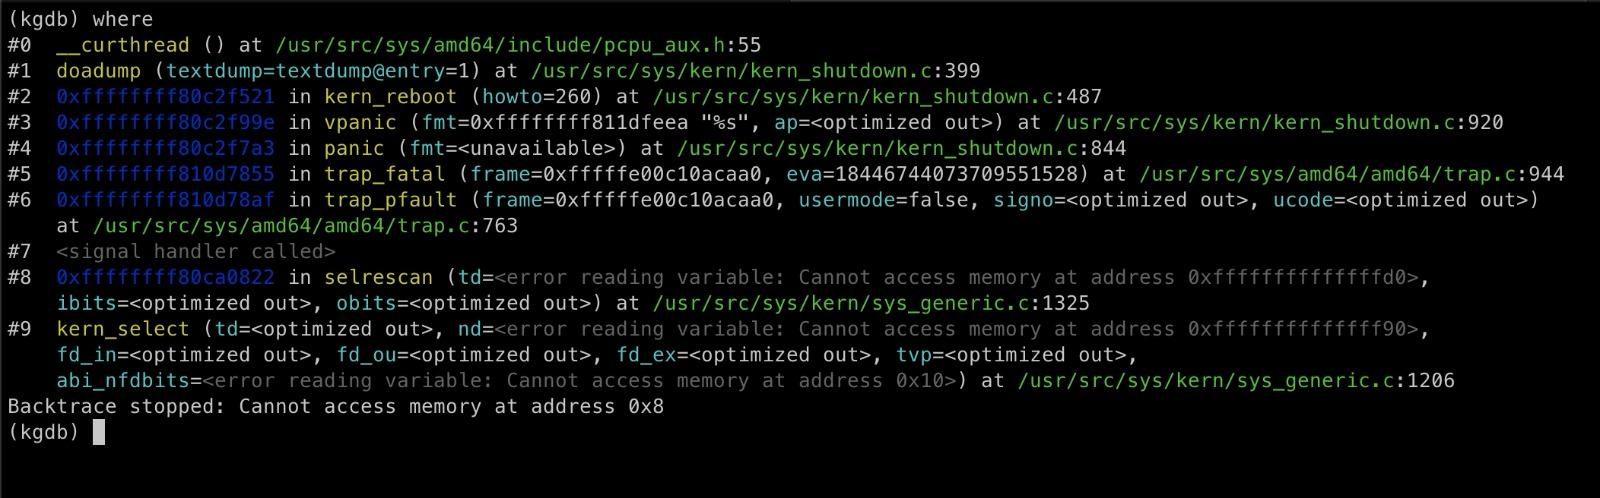 (kgdb) where
#0  __curthread () at /usr/src/sys/amd64/include/pcpu_aux.h:55
#1  doadump (textdump=textdump@entry=1) at /usr/src/sys/kern/kern_shutdown.c:399
#2  0xffffffff80c2f521 in kern_reboot (howto=260) at /usr/src/sys/kern/kern_shutdown.c:487
#3  0xffffffff80c2f99e in vpanic (fmt=0xffffffff811dfeea "%s", ap=<optimized out>) at /usr/src/sys/kern/kern_shutdown.c:920
#4  0xffffffff80c2f7a3 in panic (fmt=<unavailable>) at /usr/src/sys/kern/kern_shutdown.c:844
#5  0xffffffff810d7855 in trap_fatal (frame=0xfffffe00c10acaa0, eva=18446744073709551528) at /usr/src/sys/amd64/amd64/trap.c:944
#6  0xffffffff810d78af in trap_pfault (frame=0xfffffe00c10acaa0, usermode=false, signo=<optimized out>, ucode=<optimized out>)
    at /usr/src/sys/amd64/amd64/trap.c:763
#7  <signal handler called>
#8  0xffffffff80ca0822 in selrescan (td=<error reading variable: Cannot access memory at address 0xffffffffffffffd0>,
    ibits=<optimized out>, obits=<optimized out>) at /usr/src/sys/kern/sys_generic.c:1325
#9  kern_select (td=<optimized out>, nd=<error reading variable: Cannot access memory at address 0xffffffffffffff90>,
    fd_in=<optimized out>, fd_ou=<optimized out>, fd_ex=<optimized out>, tvp=<optimized out>,
    abi_nfdbits=<error reading variable: Cannot access memory at address 0x10>) at /usr/src/sys/kern/sys_generic.c:1206
Backtrace stopped: Cannot access memory at address 0x8
(kgdb)